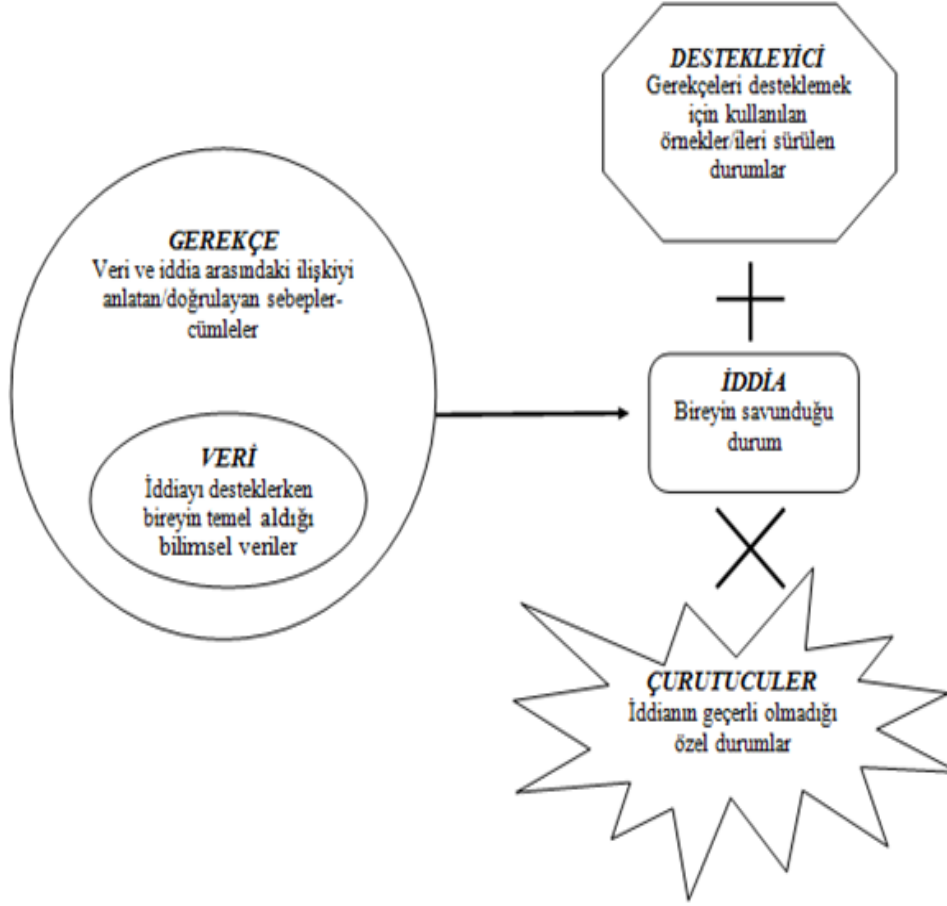 DESTEKLEYİCİ
Gerekçeleri desteklemek
için kullanılan
örnekler/ileri sürülen
durumlar
GEREKÇE
Veri ve iddia arasındaki ilişkiyi
anlatan/doğrulayan sebepler-
cümleler
İDDİA
Bireyin savunduğu
durum
VERİ
İddiayı desteklerken
bireyin temel aldığı
bilimsel veriler
ÇURUTUCULER
İddianın geçerli olmadığı
özel durumlar